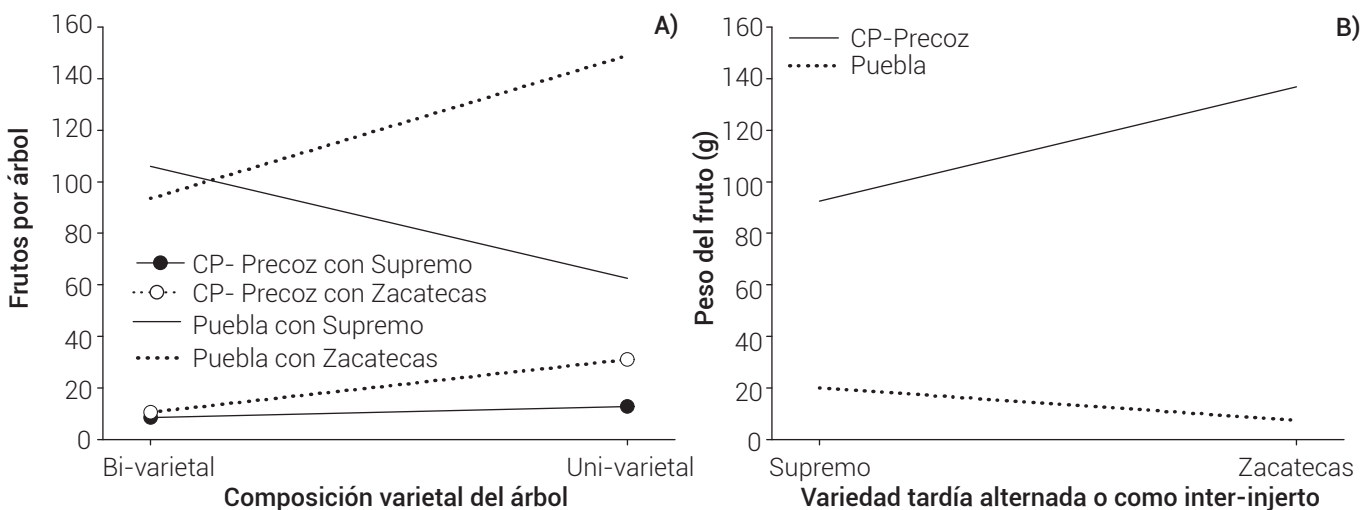 A)
Frutos por árbol
160
140
120
100
80
60
40
20
0
CP- Precoz con Supremo
CP- Precoz con Zacatecas
Puebla con Supremo
Puebla con Zacatecas
Bi-varietal
Uni-varietal
Composición varietal del árbol
B)
Peso del fruto (g)
160
140
120
100
80
60
40
20
0
CP-Precoz
Puebla
Supremo
Zacatecas
Variedad tardía alternada o como inter-injerto